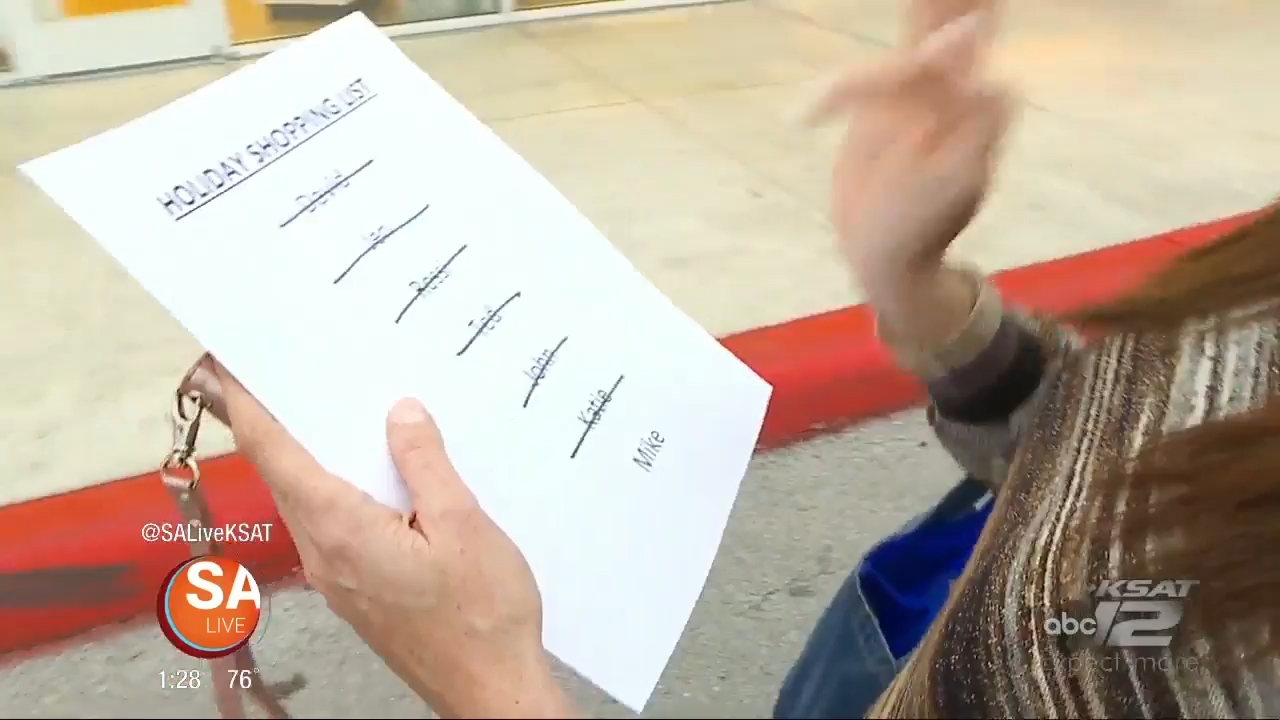 HOLIDAY SHOPPING LIST
David
Jen
Ross
Ted
John
Katie
Mike
@SALiveKSAT
SA
LIVE
1:28 76°
KSAT
abc 12
expect more